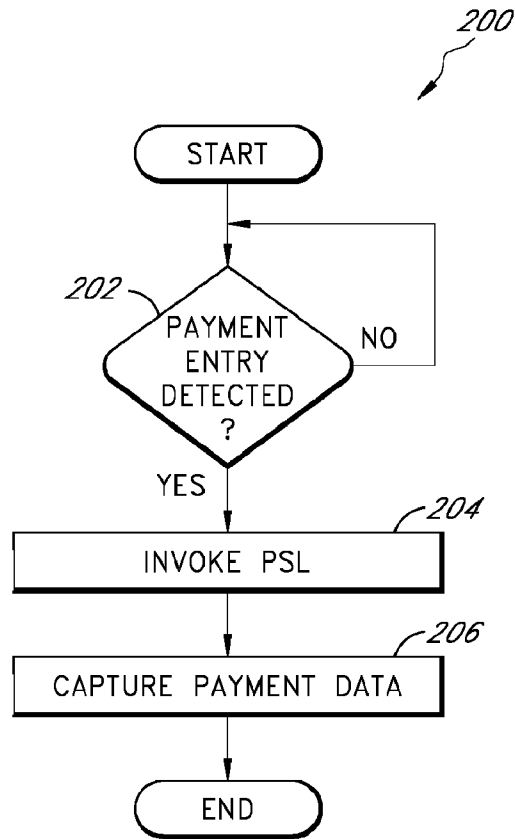 200
START
202
PAYMENT
ENTRY
DETECTED
?
NO
YES
204
INVOKE PSL
206
CAPTURE PAYMENT DATA
END